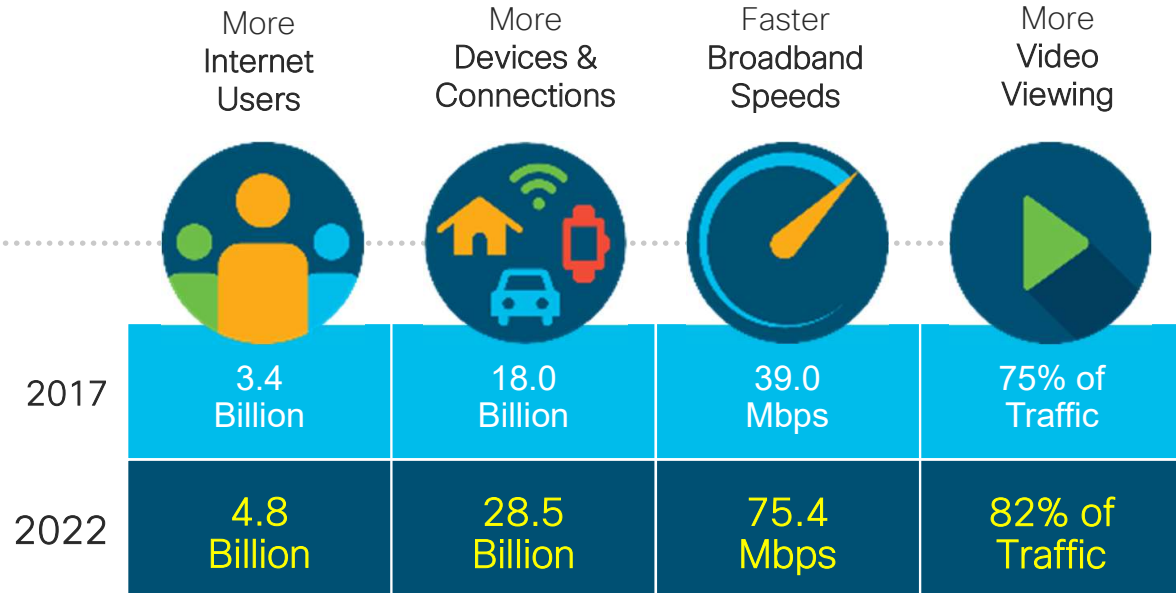 More
Internet
Users
More
Devices &
Connections
Faster
Broadband
Speeds
More
Video
Viewing
2017
3.4
Billion
18.0
Billion
39.0
Mbps
75% of
Traffic
2022
4.8
Billion
28.5
Billion
75.4
Mbps
82% of
Traffic